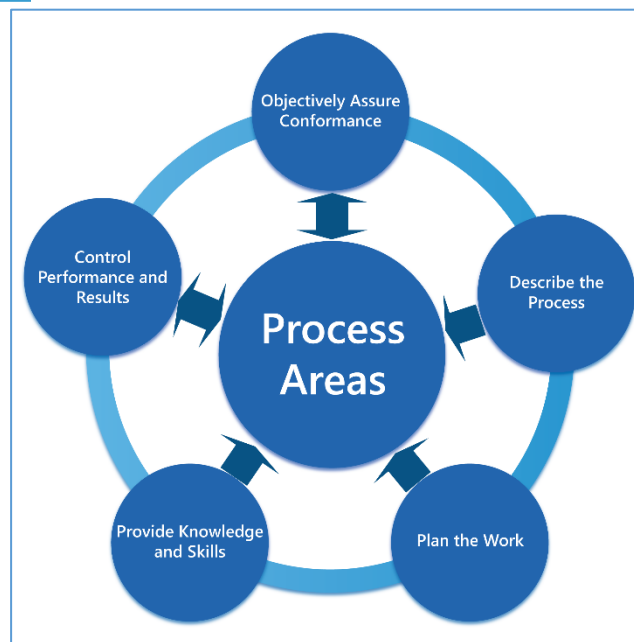 Objectively Assure
Conformance
Control
Performance and
Results
Describe the
Process
Process
Areas
Provide Knowledge
and Skills
Plan the Work